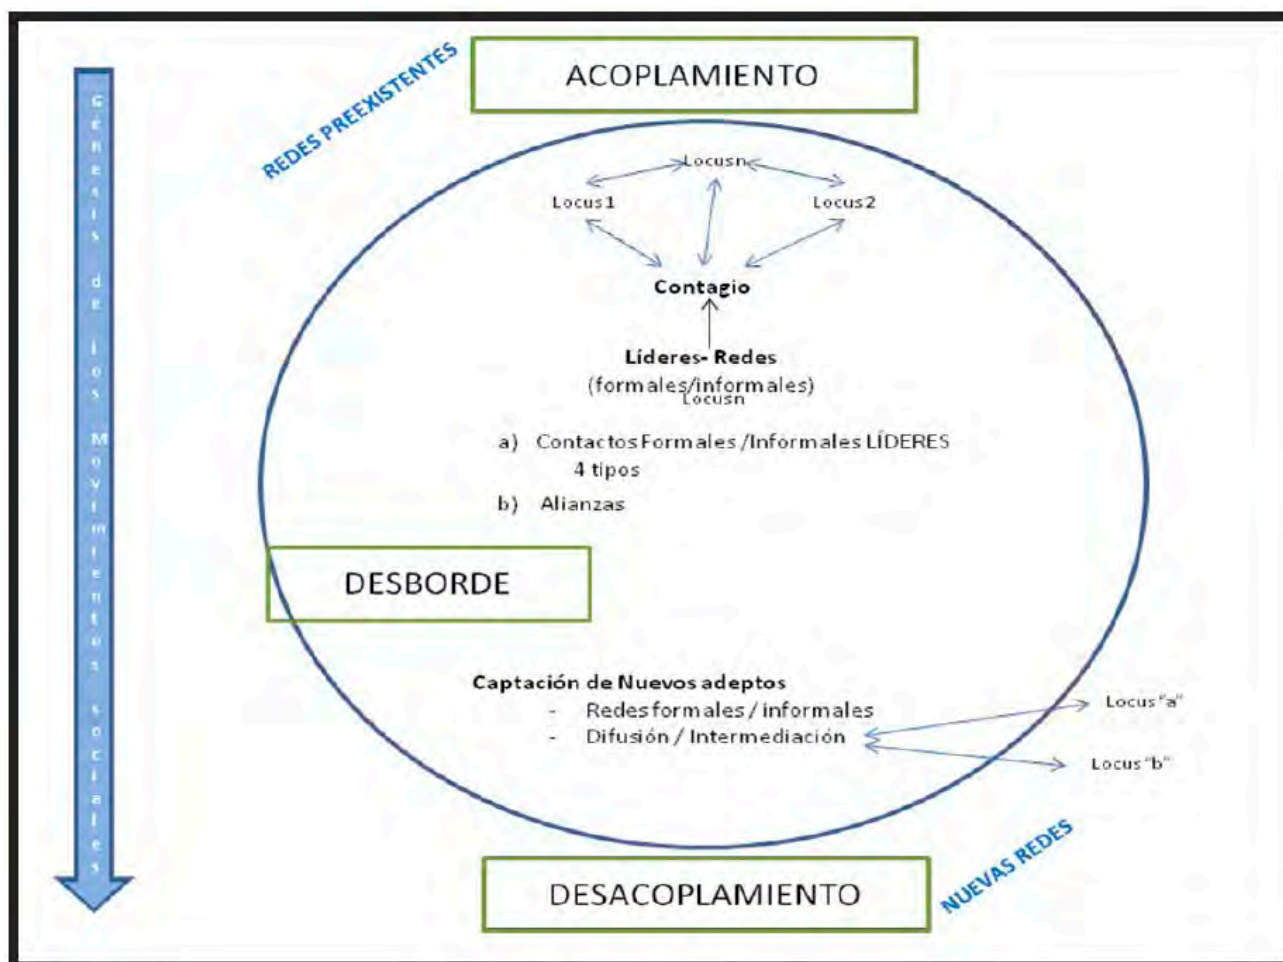 Génesis de los Movimientos sociales
REDES PREEXISTENTES
ACOPLAMIENTO
Locusn
Locus1
Locus2
Contagio
Líderes- Redes
(formales/informales)
Locusn
a) Contactos Formales /Informales LÍDERES
4 tipos
b) Alianzas
DESBORDE
Captación de Nuevos adeptos
- Redes formales / informales
- Difusión / Intermediación
Locus "a"
Locus "b"
NUEVAS REDES
DESACOPLAMIENTO